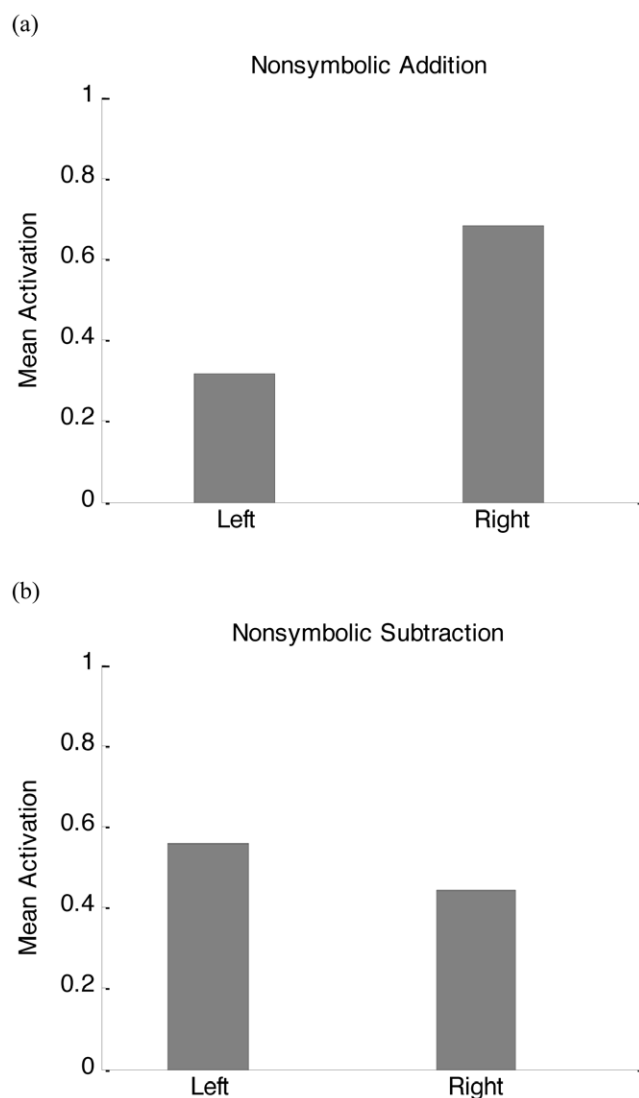 (a)
Nonsymbolic Addition
1
0.8
0.6
0.4
0.2
0
Mean Activation
Left Right
(b)
Nonsymbolic Subtraction
1
0.8
0.6
0.4
0.2
0
Mean Activation
Left Right